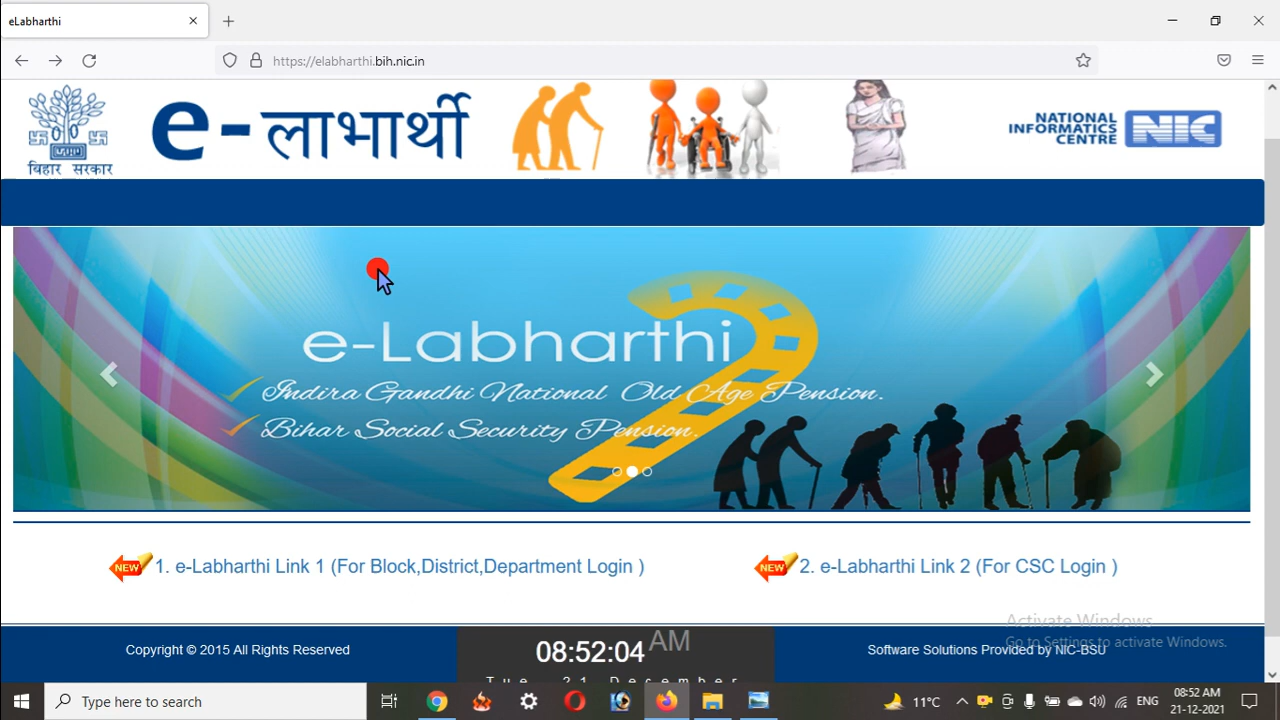 eLabharthi
https://elabharthi.bih.nic.in
बिहार सरकार
e-लाभार्थी
NATIONAL
INFORMATICS
CENTRE
NIC
e-Labharthi
Indira Gandhi National Old Age Pension.
Bihar Social Security Pension.
NEW 1. e-Labharthi Link 1 (For Block,District,Department Login )
NEW 2. e-Labharthi Link 2 (For CSC Login )
Activate Windows
Go to Settings to activate Windows.
Copyright © 2015 All Rights Reserved
08:52:04 AM
Tue, 21 December
Software Solutions Provided by NIC-BSU
Type here to search
11°C
ENG
08:52 AM
21-12-2021